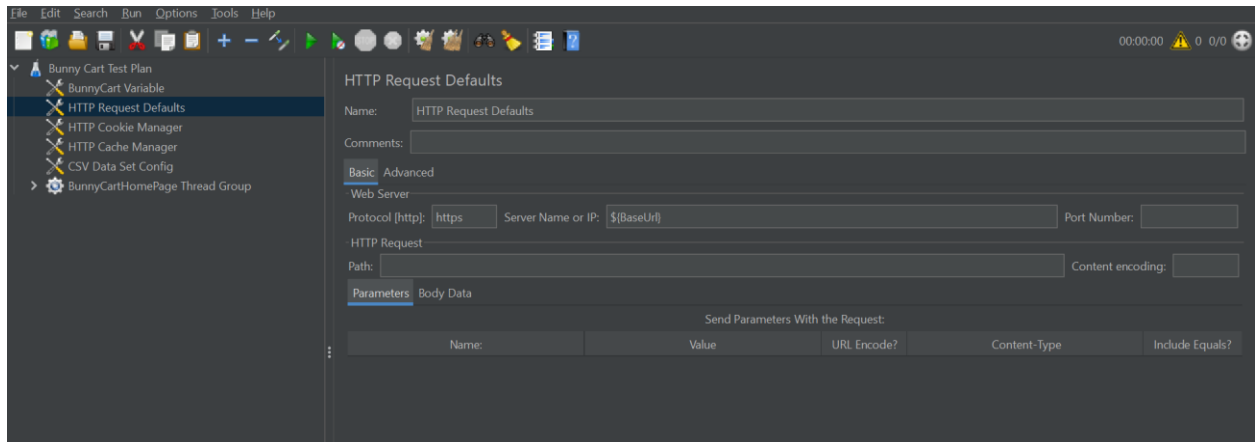 File Edit Search Run Options Tools Help
00:00:00 0 0/0
Bunny Cart Test Plan
BunnyCart Variable
HTTP Request Defaults
HTTP Cookie Manager
HTTP Cache Manager
CSV Data Set Config
BunnyCartHomePage Thread Group
HTTP Request Defaults
Name: HTTP Request Defaults
Comments:
Basic Advanced
Web Server
Protocol [http]: https Server Name or IP: ${BaseUrl} Port Number:
HTTP Request
Path: Content encoding:
Parameters Body Data
Send Parameters With the Request:
Name: Value URL Encode? Content-Type Include Equals?